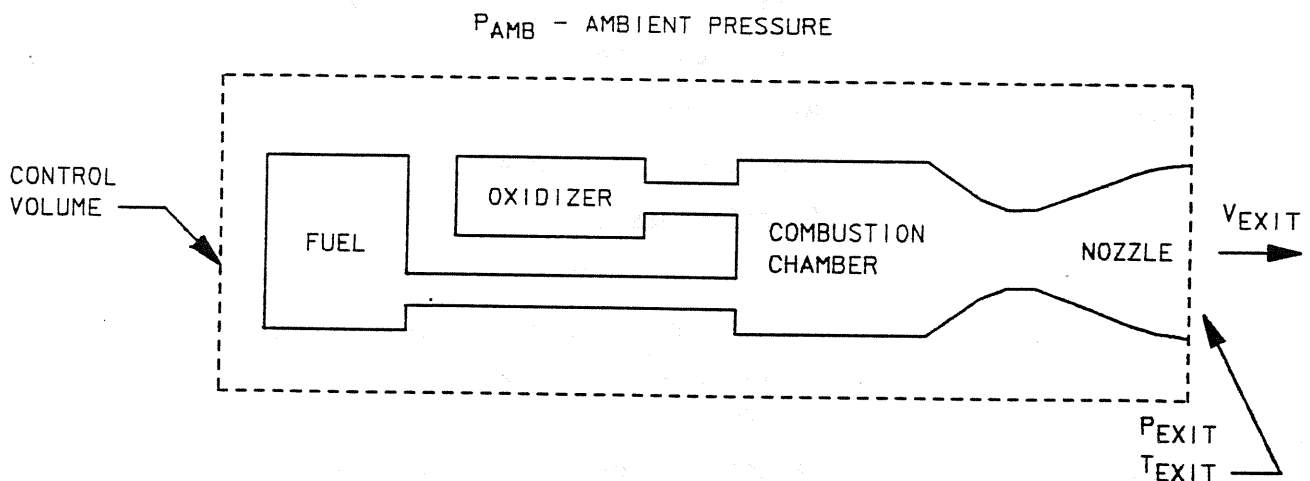 PAMB - AMBIENT PRESSURE
CONTROL
VOLUME
FUEL
OXIDIZER
COMBUSTION
CHAMBER
NOZZLE
VEXIT
PEXIT
TEXIT